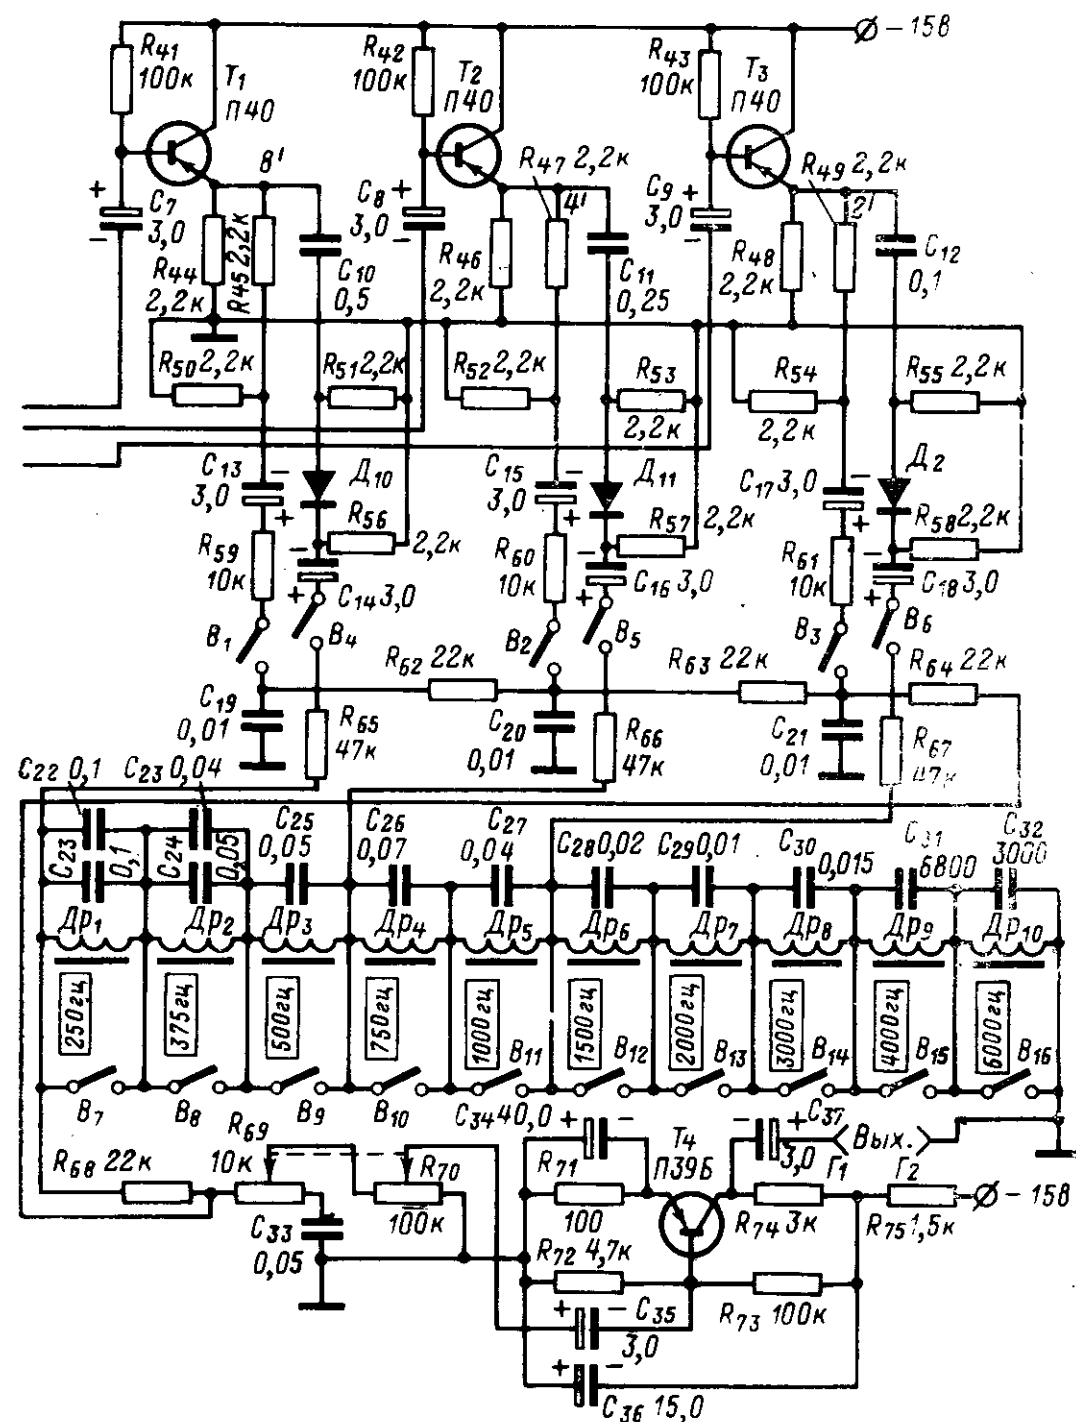 R41 100к
R42 100к
R43 100к
– 15в
T1 П40
T2 П40
T3 П40
8'
R47 2,2к
4'
R49 2,2к
2'
+ C7 3,0 –
R44 2,2к
R45 2,2к
C10 0,5
+ C8 3,0 –
R46 2,2к
C11 0,25
C9 + 3,0 –
R48 2,2к
C12 0,1
R50 2,2к
R51 2,2к
R52 2,2к
R53 2,2к
R54 2,2к
R55 2,2к
C13 – 3,0 +
Д10
R56 2,2к
C15 – 3,0 +
Д11
R57 2,2к
C17 3,0 – +
Д2
R58 2,2к
R59 10к
– + C14 3,0
R60 10к
– + C16 3,0
R61 10к
– + C18 3,0
B1
B4
B2
B5
B3
B6
R62 22к
R63 22к
R64 22к
C19 0,01
R65 47к
C20 0,01
R66 47к
C21 0,01
R67 47к
C22 0,1
C23 0,04
C23 0,1
C24 0,05
C25 0,05
C26 0,07
C27 0,04
C28 0,02
C29 0,01
C30 0,015
C31 6800
C32 3000
Др1
Др2
Др3
Др4
Др5
Др6
Др7
Др8
Др9
Др10
250гц
375гц
500гц
750гц
1000гц
1500гц
2000гц
3000гц
4000гц
6000гц
B7
B8
B9
B10
B11
B12
B13
B14
B15
B16
R68 22к
R69 10к
R70 100к
C33 0,05
C34 40,0 + –
R71 100
T4 П39Б
– + C37 3,0
Вых.
Г1
Г2
R72 4,7к
R74 3к
R75 1,5к
– 15в
R73 100к
+ – C35 3,0
+ – C36 15,0